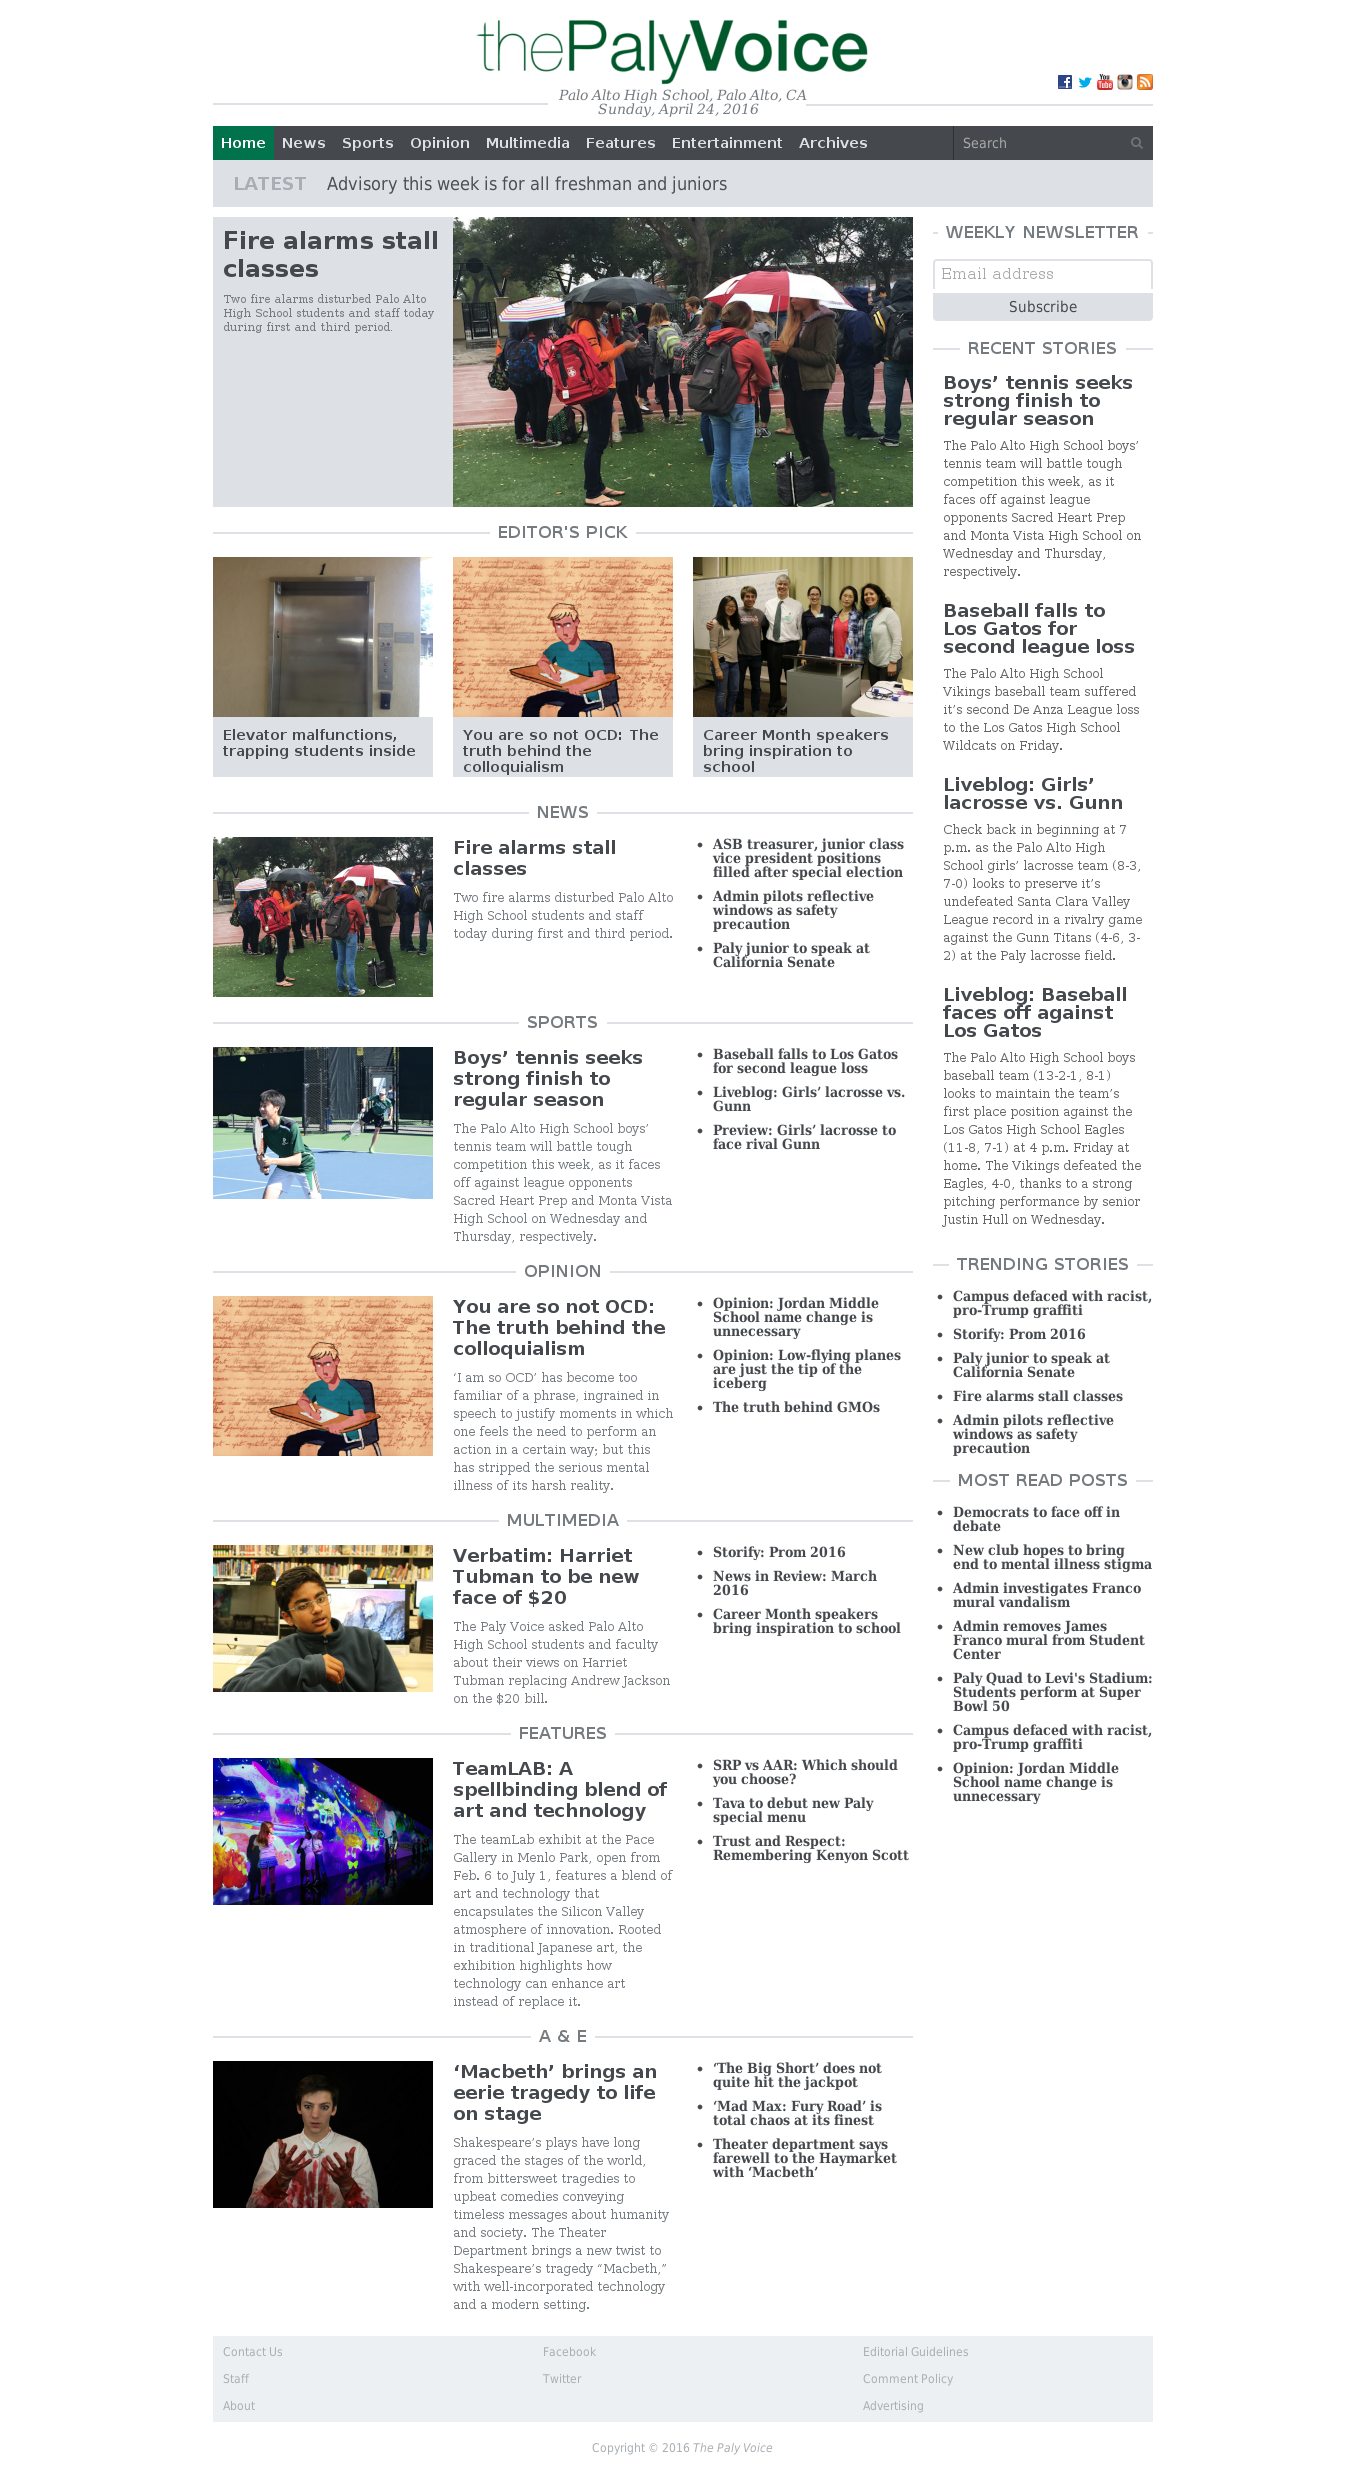 thePalyVoice
Palo Alto High School, Palo Alto, CA
Sunday, April 24, 2016
Home News Sports Opinion Multimedia Features Entertainment Archives Search
LATEST Advisory this week is for all freshman and juniors
Fire alarms stall
classes
Two fire alarms disturbed Palo Alto
High School students and staff today
during first and third period.
EDITOR'S PICK
1
Elevator malfunctions,
trapping students inside
You are so not OCD: The
truth behind the
colloquialism
Career Month speakers
bring inspiration to
school
NEWS
Fire alarms stall
classes
Two fire alarms disturbed Palo Alto
High School students and staff
today during first and third period.
• ASB treasurer, junior class
vice president positions
filled after special election
• Admin pilots reflective
windows as safety
precaution
• Paly junior to speak at
California Senate
SPORTS
Boys’ tennis seeks
strong finish to
regular season
The Palo Alto High School boys’
tennis team will battle tough
competition this week, as it faces
off against league opponents
Sacred Heart Prep and Monta Vista
High School on Wednesday and
Thursday, respectively.
• Baseball falls to Los Gatos
for second league loss
• Liveblog: Girls’ lacrosse vs.
Gunn
• Preview: Girls’ lacrosse to
face rival Gunn
OPINION
You are so not OCD:
The truth behind the
colloquialism
‘I am so OCD’ has become too
familiar of a phrase, ingrained in
speech to justify moments in which
one feels the need to perform an
action in a certain way; but this
has stripped the serious mental
illness of its harsh reality.
• Opinion: Jordan Middle
School name change is
unnecessary
• Opinion: Low-flying planes
are just the tip of the
iceberg
• The truth behind GMOs
MULTIMEDIA
Verbatim: Harriet
Tubman to be new
face of $20
The Paly Voice asked Palo Alto
High School students and faculty
about their views on Harriet
Tubman replacing Andrew Jackson
on the $20 bill.
• Storify: Prom 2016
• News in Review: March
2016
• Career Month speakers
bring inspiration to school
FEATURES
TeamLAB: A
spellbinding blend of
art and technology
The teamLab exhibit at the Pace
Gallery in Menlo Park, open from
Feb. 6 to July 1, features a blend of
art and technology that
encapsulates the Silicon Valley
atmosphere of innovation. Rooted
in traditional Japanese art, the
exhibition highlights how
technology can enhance art
instead of replace it.
• SRP vs AAR: Which should
you choose?
• Tava to debut new Paly
special menu
• Trust and Respect:
Remembering Kenyon Scott
A & E
‘Macbeth’ brings an
eerie tragedy to life
on stage
Shakespeare’s plays have long
graced the stages of the world,
from bittersweet tragedies to
upbeat comedies conveying
timeless messages about humanity
and society. The Theater
Department brings a new twist to
Shakespeare’s tragedy “Macbeth,”
with well-incorporated technology
and a modern setting.
• ‘The Big Short’ does not
quite hit the jackpot
• ‘Mad Max: Fury Road’ is
total chaos at its finest
• Theater department says
farewell to the Haymarket
with ‘Macbeth’
WEEKLY NEWSLETTER
Email address
Subscribe
RECENT STORIES
Boys’ tennis seeks
strong finish to
regular season
The Palo Alto High School boys’
tennis team will battle tough
competition this week, as it
faces off against league
opponents Sacred Heart Prep
and Monta Vista High School on
Wednesday and Thursday,
respectively.
Baseball falls to
Los Gatos for
second league loss
The Palo Alto High School
Vikings baseball team suffered
it’s second De Anza League loss
to the Los Gatos High School
Wildcats on Friday.
Liveblog: Girls’
lacrosse vs. Gunn
Check back in beginning at 7
p.m. as the Palo Alto High
School girls’ lacrosse team (8-3,
7-0) looks to preserve it’s
undefeated Santa Clara Valley
League record in a rivalry game
against the Gunn Titans (4-6, 3-
2) at the Paly lacrosse field.
Liveblog: Baseball
faces off against
Los Gatos
The Palo Alto High School boys
baseball team (13-2-1, 8-1)
looks to maintain the team’s
first place position against the
Los Gatos High School Eagles
(11-8, 7-1) at 4 p.m. Friday at
home. The Vikings defeated the
Eagles, 4-0, thanks to a strong
pitching performance by senior
Justin Hull on Wednesday.
TRENDING STORIES
• Campus defaced with racist,
pro-Trump graffiti
• Storify: Prom 2016
• Paly junior to speak at
California Senate
• Fire alarms stall classes
• Admin pilots reflective
windows as safety
precaution
MOST READ POSTS
• Democrats to face off in
debate
• New club hopes to bring
end to mental illness stigma
• Admin investigates Franco
mural vandalism
• Admin removes James
Franco mural from Student
Center
• Paly Quad to Levi's Stadium:
Students perform at Super
Bowl 50
• Campus defaced with racist,
pro-Trump graffiti
• Opinion: Jordan Middle
School name change is
unnecessary
Contact Us Facebook Editorial Guidelines
Staff Twitter Comment Policy
About Advertising
Copyright © 2016 The Paly Voice